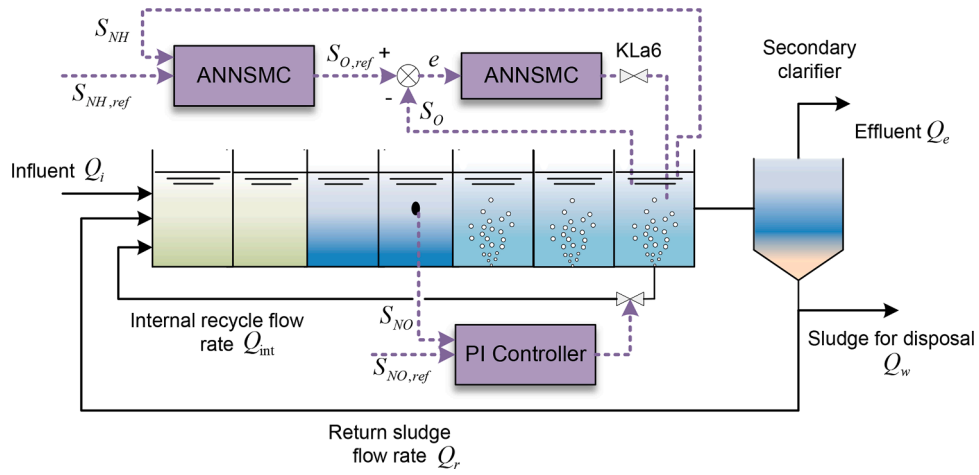 S_NH
ANNSMC
S_O,ref +
e
ANNSMC
KLa6
Secondary
clarifier
S_NH,ref
-
S_O
Effluent Q_e
Influent Q_i
S_NO
Internal recycle flow
rate Q_int
PI Controller
S_NO,ref
Sludge for disposal
Q_w
Return sludge
flow rate Q_r